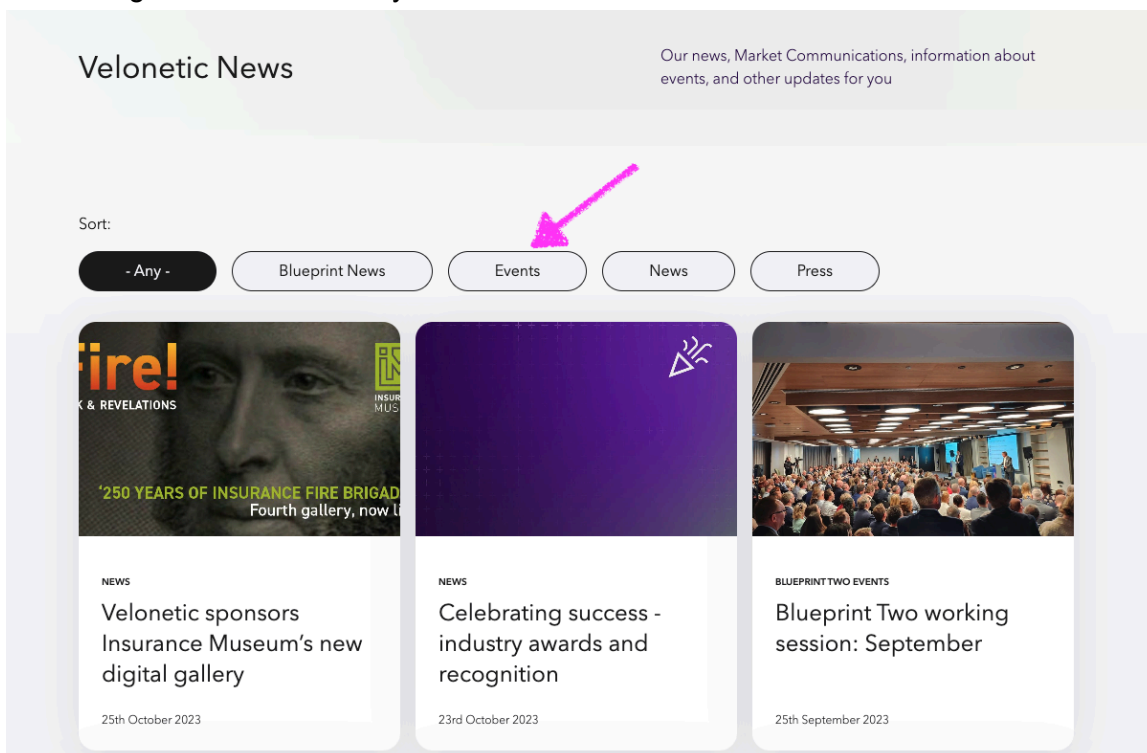 Velonetic News
Our news, Market Communications, information about
events, and other updates for you
Sort:
- Any -
Blueprint News
Events
News
Press
Fire!
K & REVELATIONS
INSUR
MUS
'250 YEARS OF INSURANCE FIRE BRIGAD
Fourth gallery, now li
NEWS
Velonetic sponsors
Insurance Museum's new
digital gallery
25th October 2023
NEWS
Celebrating success -
industry awards and
recognition
23rd October 2023
BLUEPRINT TWO EVENTS
Blueprint Two working
session: September
25th September 2023